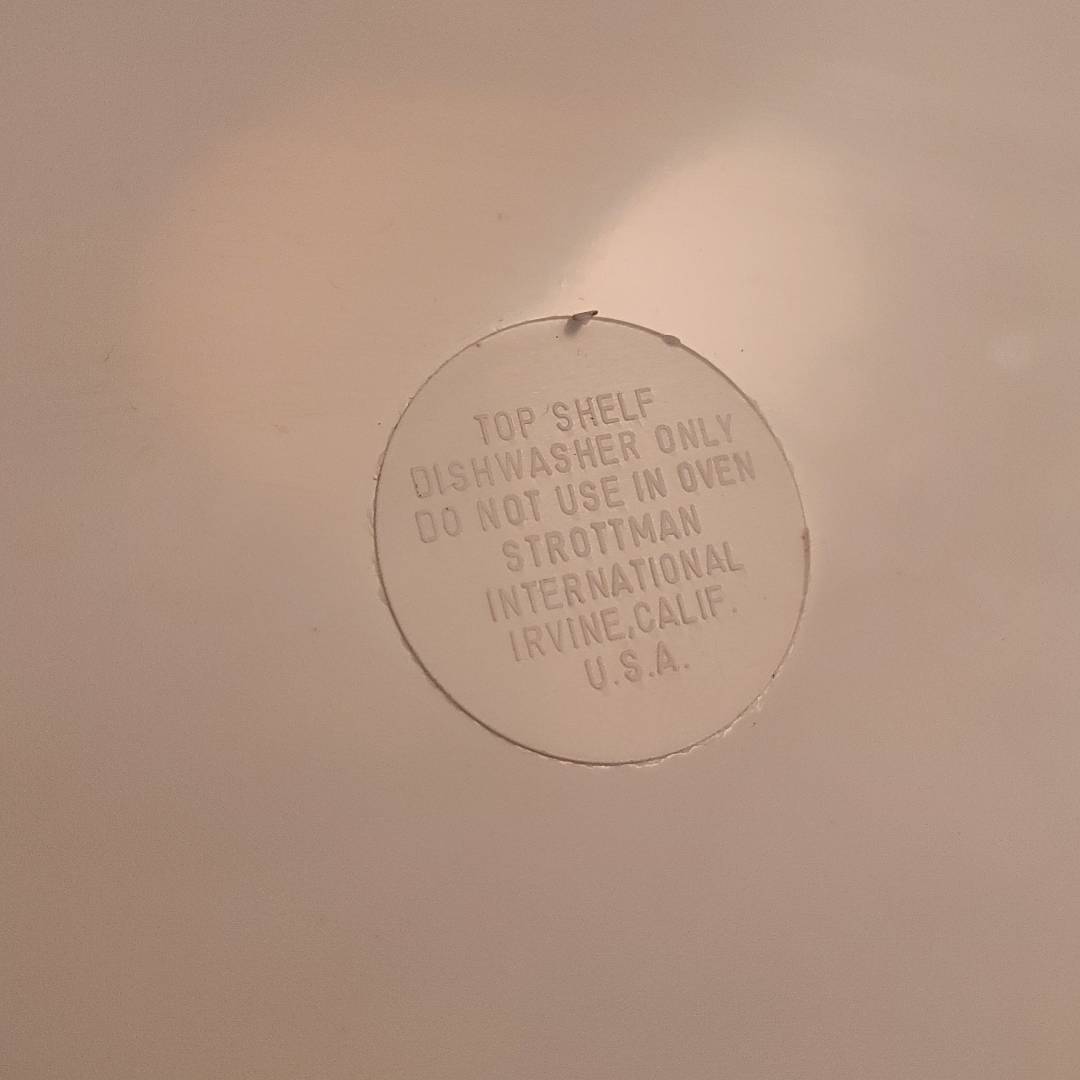 TOP SHELF
DISHWASHER ONLY
DO NOT USE IN OVEN
STROTTMAN
INTERNATIONAL
IRVINE,CALIF.
U.S.A.